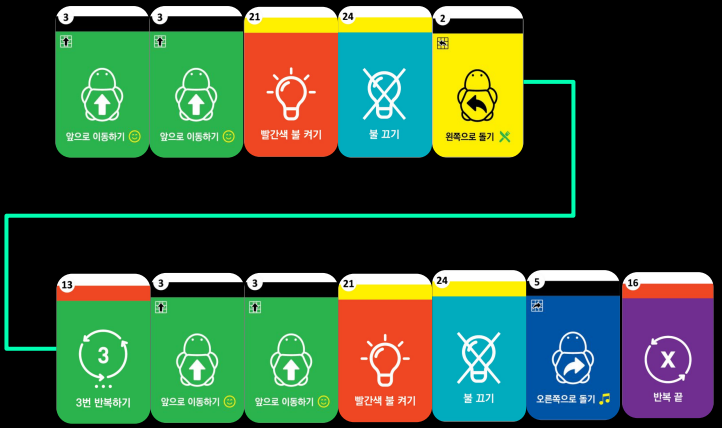 3
앞으로 이동하기
3
앞으로 이동하기
21
빨간색 불 켜기
24
불 끄기
2
왼쪽으로 돌기
13
3
3번 반복하기
3
앞으로 이동하기
3
앞으로 이동하기
21
빨간색 불 켜기
24
불 끄기
5
오른쪽으로 돌기
16
X
반복 끝